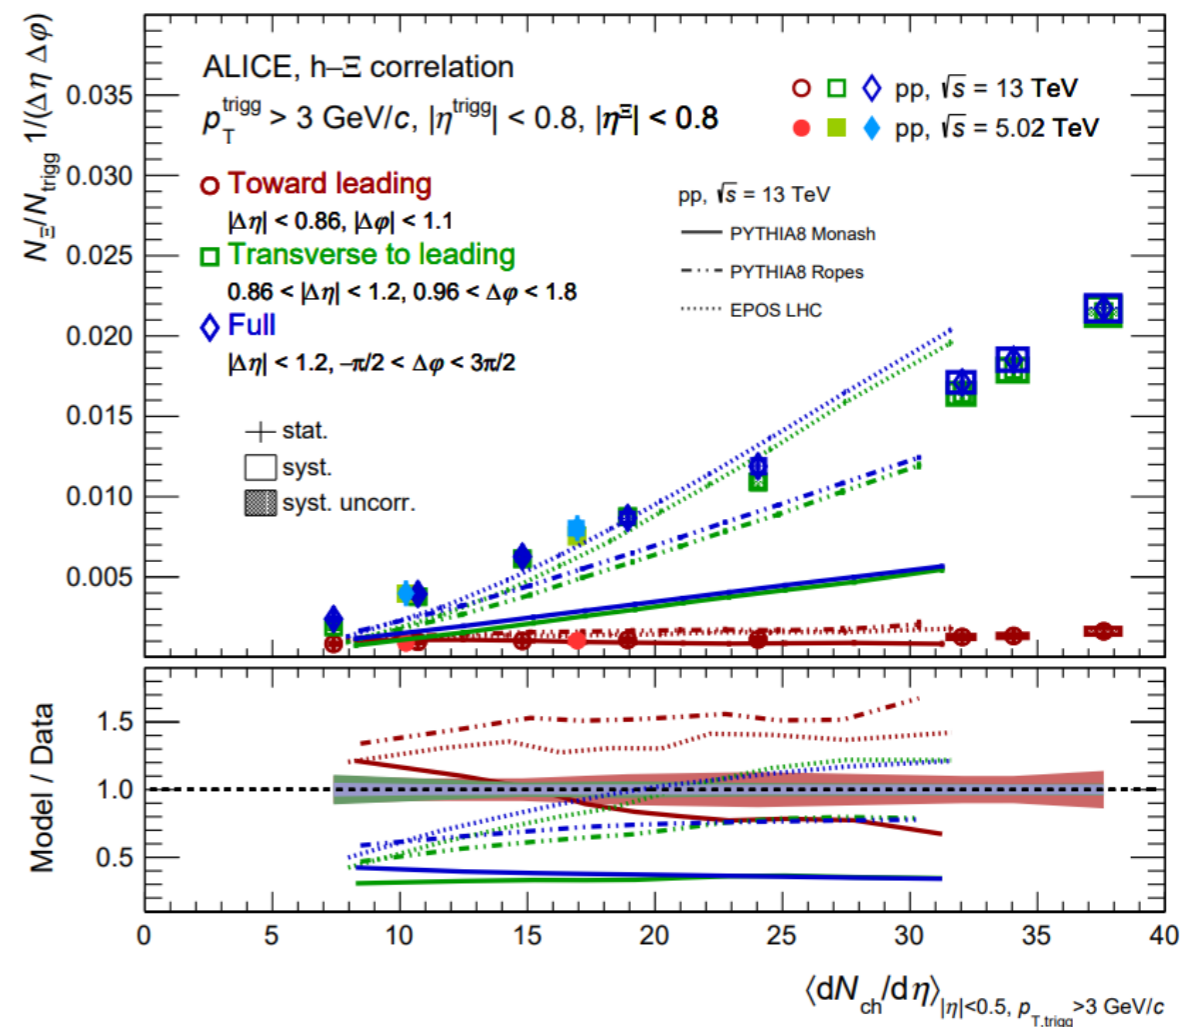 N_Ξ/N_trigg 1/(Δη Δφ)
0.035
0.030
0.025
0.020
0.015
0.010
0.005
ALICE, h–Ξ correlation
p_T^trigg > 3 GeV/c, |η^trigg| < 0.8, |η^Ξ| < 0.8
pp, √s = 13 TeV
pp, √s = 5.02 TeV
Toward leading
|Δη| < 0.86, |Δφ| < 1.1
Transverse to leading
0.86 < |Δη| < 1.2, 0.96 < Δφ < 1.8
Full
|Δη| < 1.2, –π/2 < Δφ < 3π/2
pp, √s = 13 TeV
PYTHIA8 Monash
PYTHIA8 Ropes
EPOS LHC
stat.
syst.
syst. uncorr.
Model / Data
1.5
1.0
0.5
0 5 10 15 20 25 30 35 40
⟨dN_ch/dη⟩_|η|<0.5, p_T,trigg>3 GeV/c